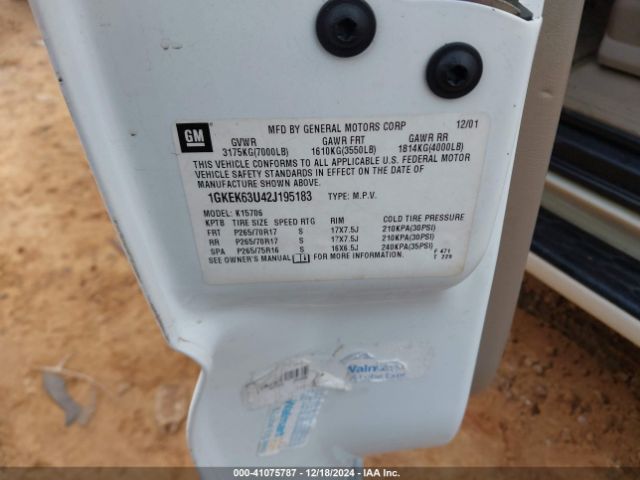 GM
MFD BY GENERAL MOTORS CORP 12/01
GVWR GAWR FRT GAWR RR
3175KG(7000LB) 1610KG(3550LB) 1814KG(4000LB)
THIS VEHICLE CONFORMS TO ALL APPLICABLE U.S. FEDERAL MOTOR
VEHICLE SAFETY STANDARDS IN EFFECT ON THE DATE OF
MANUFACTURE SHOWN ABOVE.
1GKEK63U42J195183 TYPE: M.P.V.
MODEL: K15706
KPTB TIRE SIZE SPEED RTG RIM COLD TIRE PRESSURE
FRT P265/70R17 S 17X7.5J 210KPA(30PSI)
RR P265/70R17 S 17X7.5J 210KPA(30PSI)
SPA P265/75R16 S 16X6.5J 240KPA(35PSI)
SEE OWNER'S MANUAL FOR MORE INFORMATION.
F 471
T 729
000-41075787 - 12/18/2024 - IAA Inc.